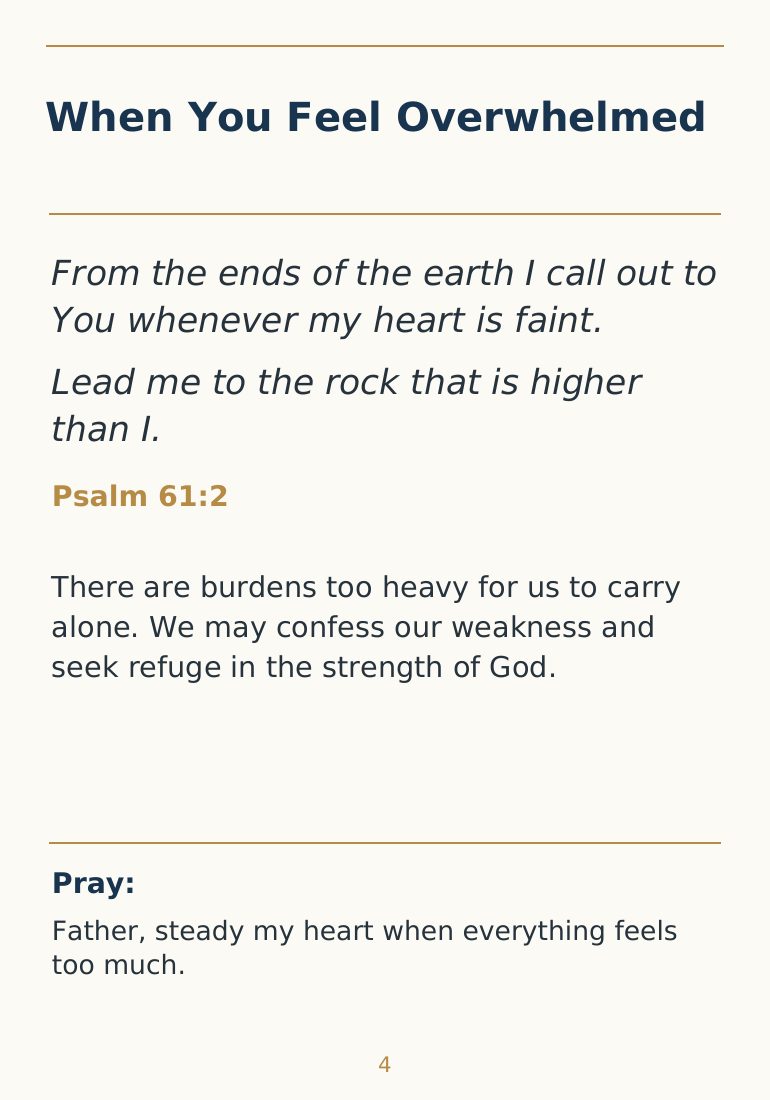 When You Feel Overwhelmed
From the ends of the earth I call out to
You whenever my heart is faint.
Lead me to the rock that is higher
than I.
Psalm 61:2
There are burdens too heavy for us to carry
alone. We may confess our weakness and
seek refuge in the strength of God.
Pray:
Father, steady my heart when everything feels
too much.
4